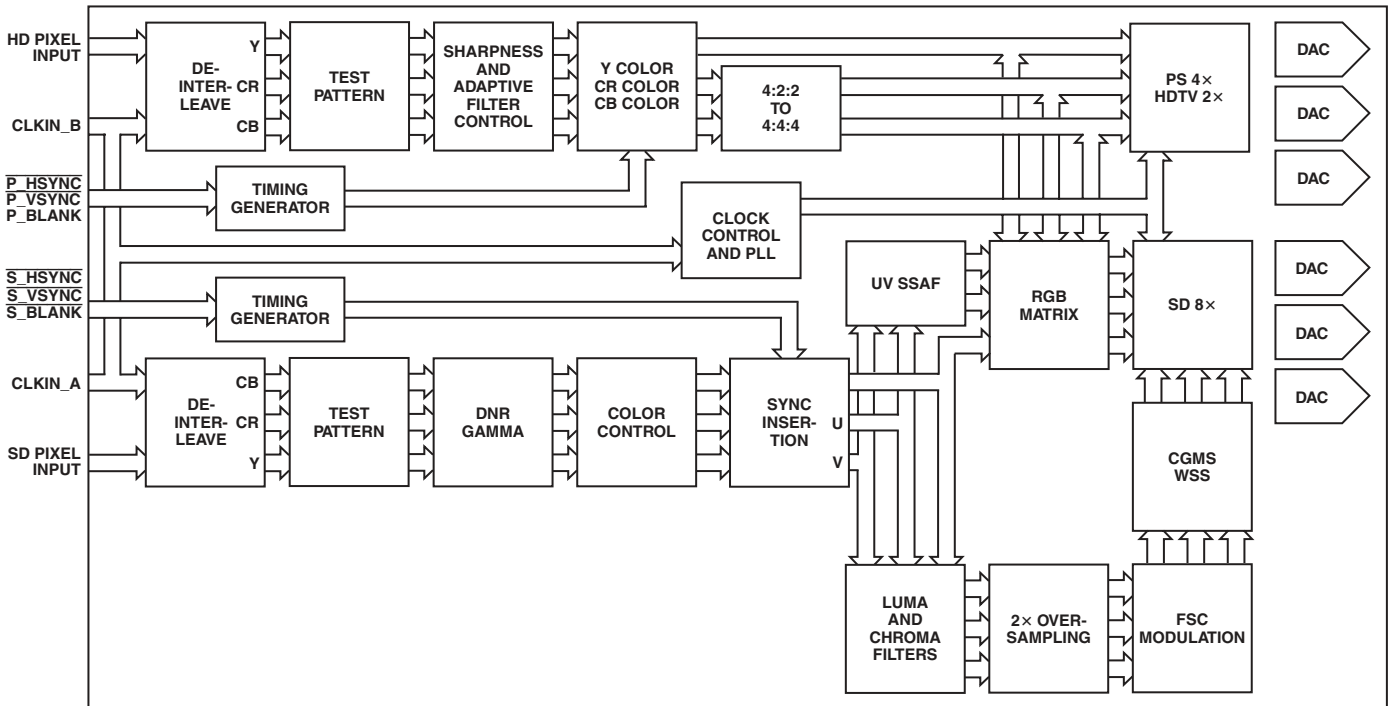 HD PIXEL
INPUT
DE-
INTER-
LEAVE
Y
CR
CB
TEST
PATTERN
SHARPNESS
AND
ADAPTIVE
FILTER
CONTROL
Y COLOR
CR COLOR
CB COLOR
4:2:2
TO
4:4:4
PS 4×
HDTV 2×
DAC
DAC
DAC
CLKIN_B
P_HSYNC
P_VSYNC
P_BLANK
TIMING
GENERATOR
CLOCK
CONTROL
AND PLL
S_HSYNC
S_VSYNC
S_BLANK
TIMING
GENERATOR
UV SSAF
RGB
MATRIX
SD 8×
DAC
DAC
DAC
CLKIN_A
SD PIXEL
INPUT
DE-
INTER-
LEAVE
CB
CR
Y
TEST
PATTERN
DNR
GAMMA
COLOR
CONTROL
SYNC
INSER-
TION
U
V
CGMS
WSS
LUMA
AND
CHROMA
FILTERS
2× OVER-
SAMPLING
FSC
MODULATION